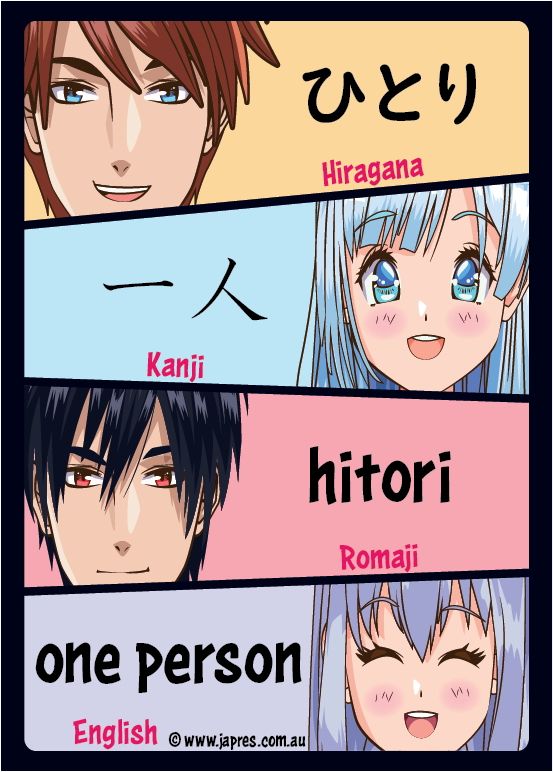 ひとり
Hiragana
一人
Kanji
hitori
Romaji
one person
English © www.japres.com.au